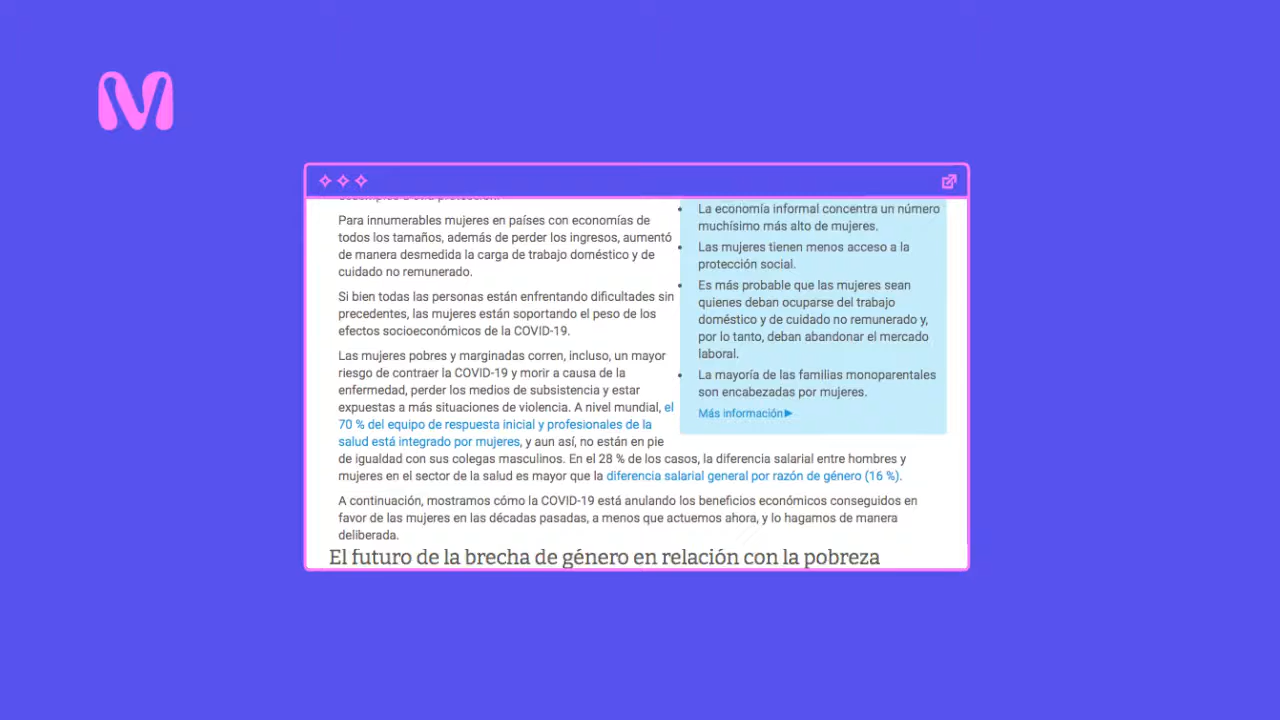 M
Para innumerables mujeres en países con economías de
todos los tamaños, además de perder los ingresos, aumentó
de manera desmedida la carga de trabajo doméstico y de
cuidado no remunerado.
Si bien todas las personas están enfrentando dificultades sin
precedentes, las mujeres están soportando el peso de los
efectos socioeconómicos de la COVID-19.
Las mujeres pobres y marginadas corren, incluso, un mayor
riesgo de contraer la COVID-19 y morir a causa de la
enfermedad, perder los medios de subsistencia y estar
expuestas a más situaciones de violencia. A nivel mundial, el
70 % del equipo de respuesta inicial y profesionales de la
salud está integrado por mujeres, y aun así, no están en pie
de igualdad con sus colegas masculinos. En el 28 % de los casos, la diferencia salarial entre hombres y
mujeres en el sector de la salud es mayor que la diferencia salarial general por razón de género (16 %).
A continuación, mostramos cómo la COVID-19 está anulando los beneficios económicos conseguidos en
favor de las mujeres en las décadas pasadas, a menos que actuemos ahora, y lo hagamos de manera
deliberada.
El futuro de la brecha de género en relación con la pobreza
• La economía informal concentra un número
muchísimo más alto de mujeres.
• Las mujeres tienen menos acceso a la
protección social.
• Es más probable que las mujeres sean
quienes deban ocuparse del trabajo
doméstico y de cuidado no remunerado y,
por lo tanto, deban abandonar el mercado
laboral.
• La mayoría de las familias monoparentales
son encabezadas por mujeres.
Más información▶